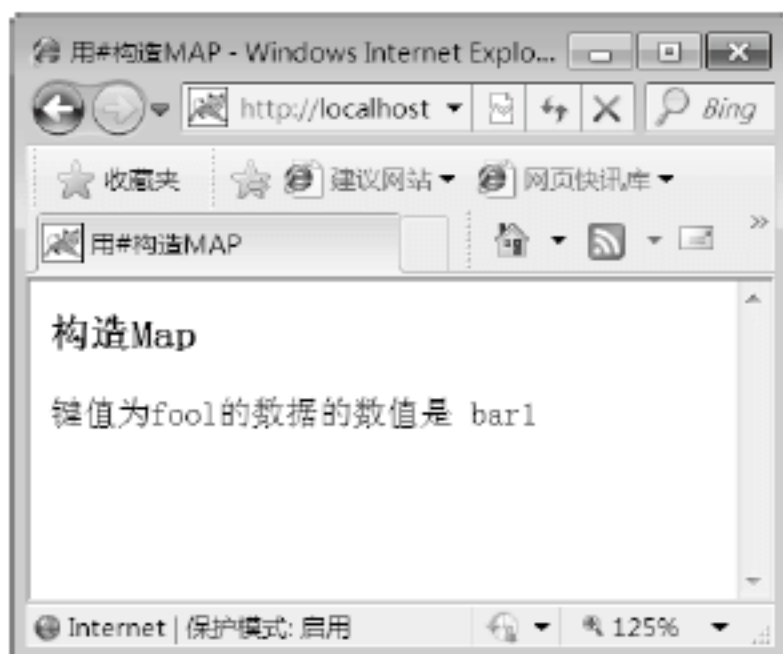 用#构造MAP - Windows Internet Explo...
http://localhost
Bing
收藏夹
建议网站
网页快讯库
用#构造MAP
构造Map
键值为foo1的数据的数值是 bar1
Internet | 保护模式: 启用
125%